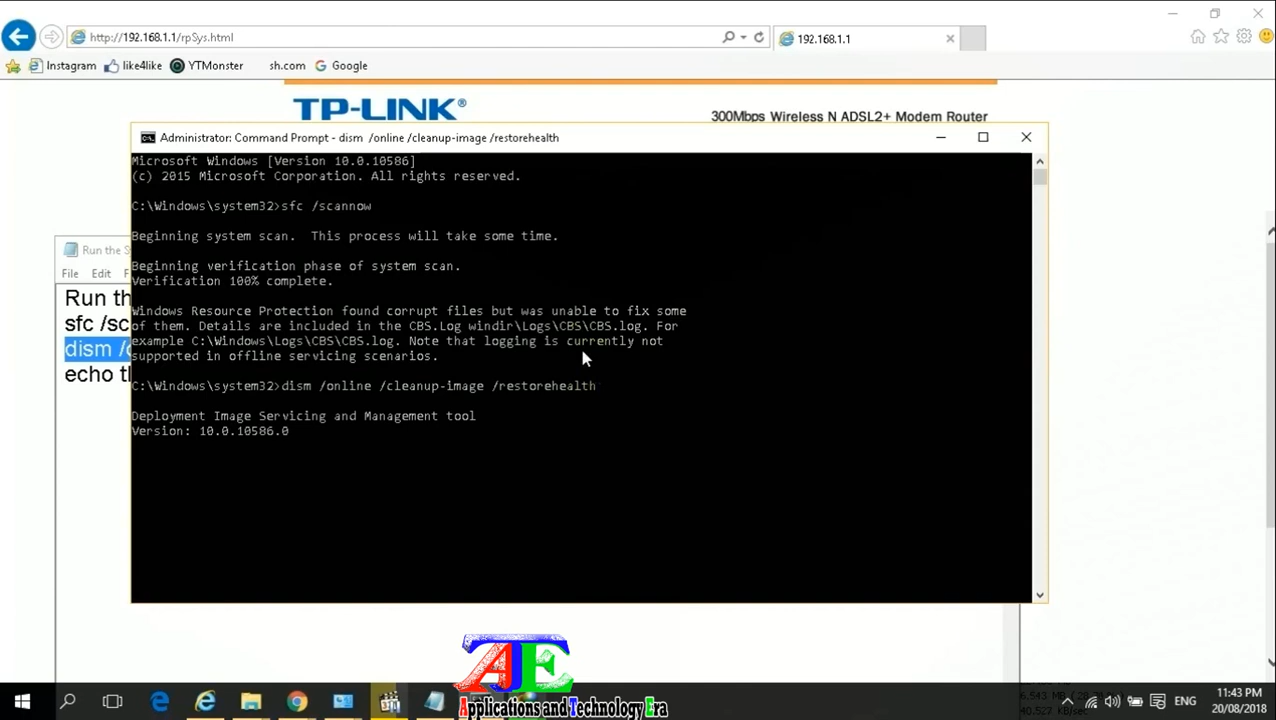 http://192.168.1.1/rpSys.html
192.168.1.1
Instagram
like4like
YTMonster
sh.com
Google
TP-LINK®
300Mbps Wireless N ADSL2+ Modem Router
Administrator: Command Prompt - dism  /online /cleanup-image /restorehealth
Microsoft Windows [Version 10.0.10586]
(c) 2015 Microsoft Corporation. All rights reserved.
C:\Windows\system32>sfc /scannow
Beginning system scan.  This process will take some time.
Beginning verification phase of system scan.
Verification 100% complete.
Windows Resource Protection found corrupt files but was unable to fix some
of them. Details are included in the CBS.Log windir\Logs\CBS\CBS.log. For
example C:\Windows\Logs\CBS\CBS.log. Note that logging is currently not
supported in offline servicing scenarios.
C:\Windows\system32>dism /online /cleanup-image /restorehealth
Deployment Image Servicing and Management tool
Version: 10.0.10586.0
Run the S
File Edit F
Run the
sfc /sc
dism /
echo th
AJE
Applications and Technology Era
ENG
11:43 PM
20/08/2018